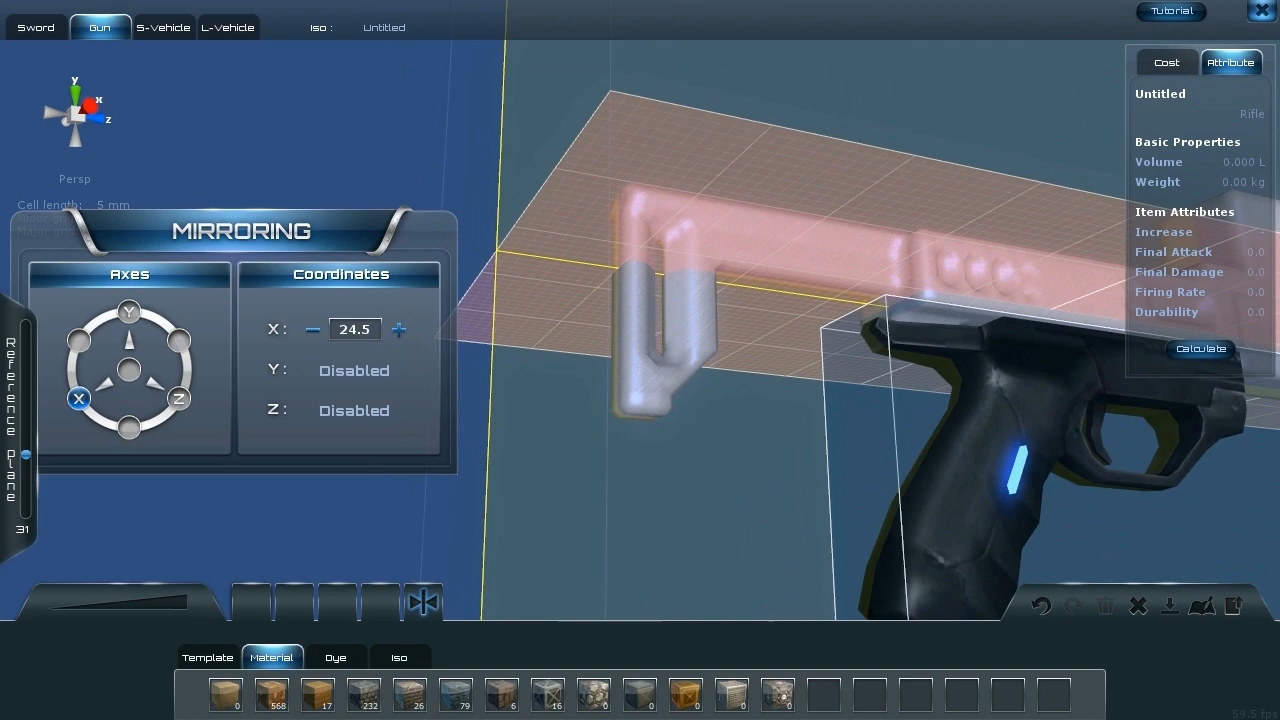 Tutorial
Sword Gun S-Vehicle L-Vehicle Iso : Untitled
Cost Attribute
y
x
z
Persp
Cell length: 5 mm
Untitled
Rifle
Basic Properties
Volume 0.000 L
Weight 0.00 kg
Item Attributes
Increase
Final Attack 0.0
Final Damage 0.0
Firing Rate 0.0
Durability 0.0
Calculate
MIRRORING
Axes Coordinates
Y
X
Z
X: − 24.5 +
Y: Disabled
Z: Disabled
Reference Plane
31
Template Material Dye Iso
0 568 17 232 26 79 6 16 0 0 0 0 0
59.5 fps